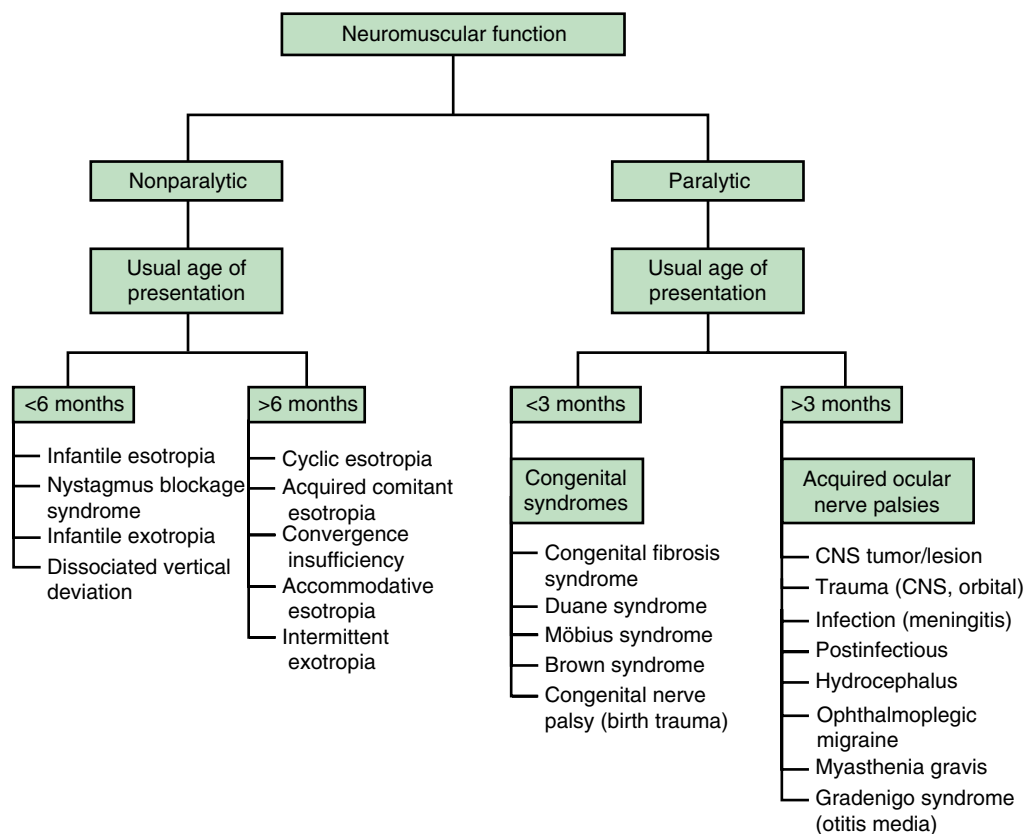 Neuromuscular function
Nonparalytic
Usual age of
presentation
<6 months
Infantile esotropia
Nystagmus blockage
syndrome
Infantile exotropia
Dissociated vertical
deviation
>6 months
Cyclic esotropia
Acquired comitant
esotropia
Convergence
insufficiency
Accommodative
esotropia
Intermittent
exotropia
Paralytic
Usual age of
presentation
<3 months
Congenital
syndromes
Congenital fibrosis
syndrome
Duane syndrome
Möbius syndrome
Brown syndrome
Congenital nerve
palsy (birth trauma)
>3 months
Acquired ocular
nerve palsies
CNS tumor/lesion
Trauma (CNS, orbital)
Infection (meningitis)
Postinfectious
Hydrocephalus
Ophthalmoplegic
migraine
Myasthenia gravis
Gradenigo syndrome
(otitis media)